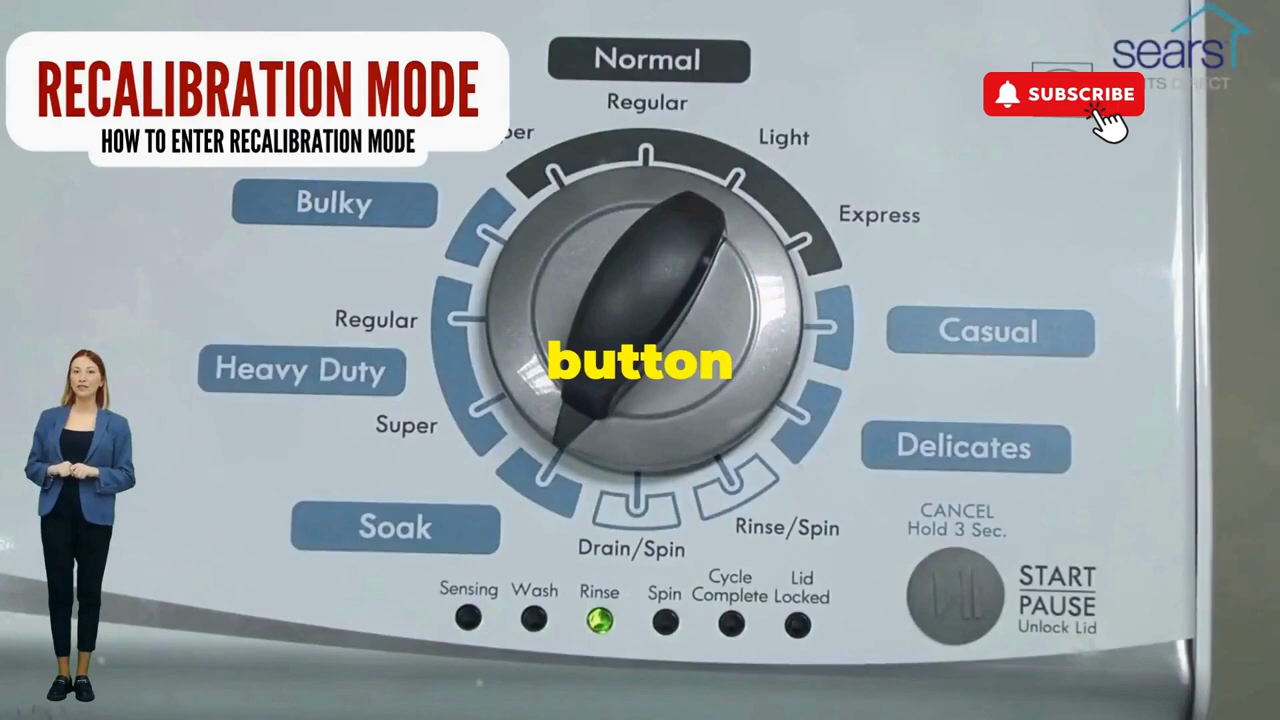 RECALIBRATION MODE
HOW TO ENTER RECALIBRATION MODE
sears
SUBSCRIBE
Normal
Regular
Light
Express
Bulky
Regular
Heavy Duty
Super
Soak
Casual
Delicates
button
Rinse/Spin
Drain/Spin
CANCEL
Hold 3 Sec.
START
PAUSE
Unlock Lid
Sensing
Wash
Rinse
Spin
Cycle
Complete
Lid
Locked